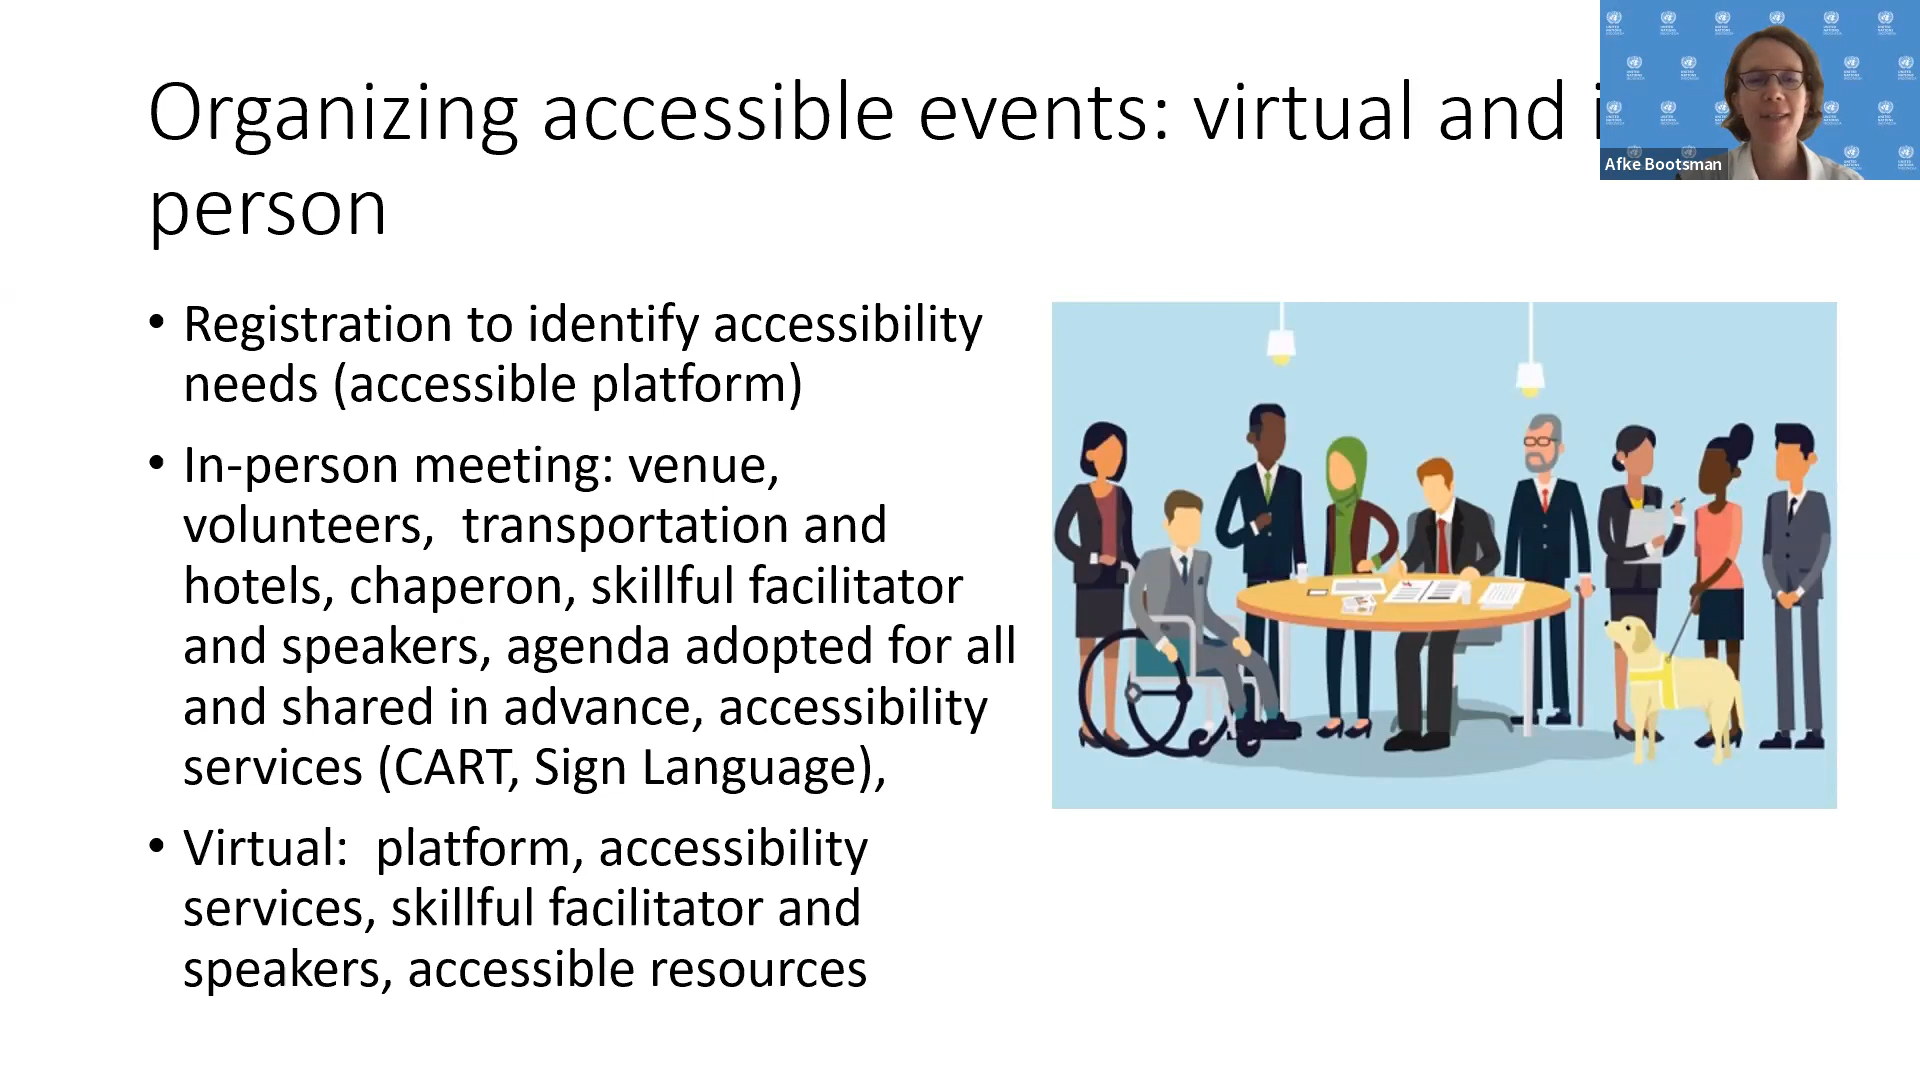 Organizing accessible events: virtual and i
person
• Registration to identify accessibility
needs (accessible platform)
• In-person meeting: venue,
volunteers,  transportation and
hotels, chaperon, skillful facilitator
and speakers, agenda adopted for all
and shared in advance, accessibility
services (CART, Sign Language),
• Virtual:  platform, accessibility
services, skillful facilitator and
speakers, accessible resources
Afke Bootsman